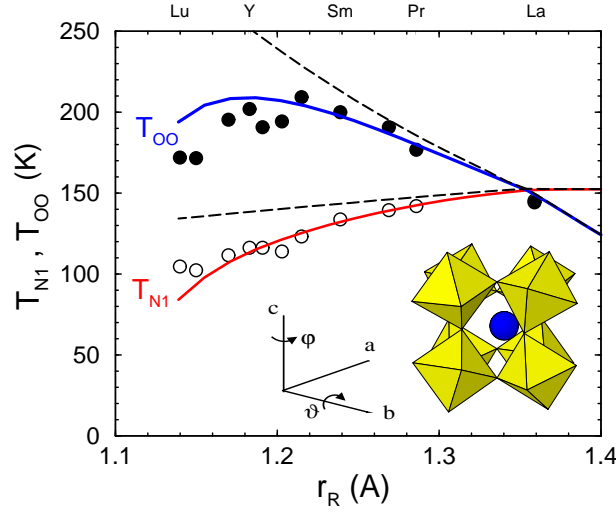 Lu Y Sm Pr La
250
200
150
100
50
0
T_N1 , T_OO (K)
T_OO
T_N1
c
φ
a
ϑ
b
1.1 1.2 1.3 1.4
r_R (A)